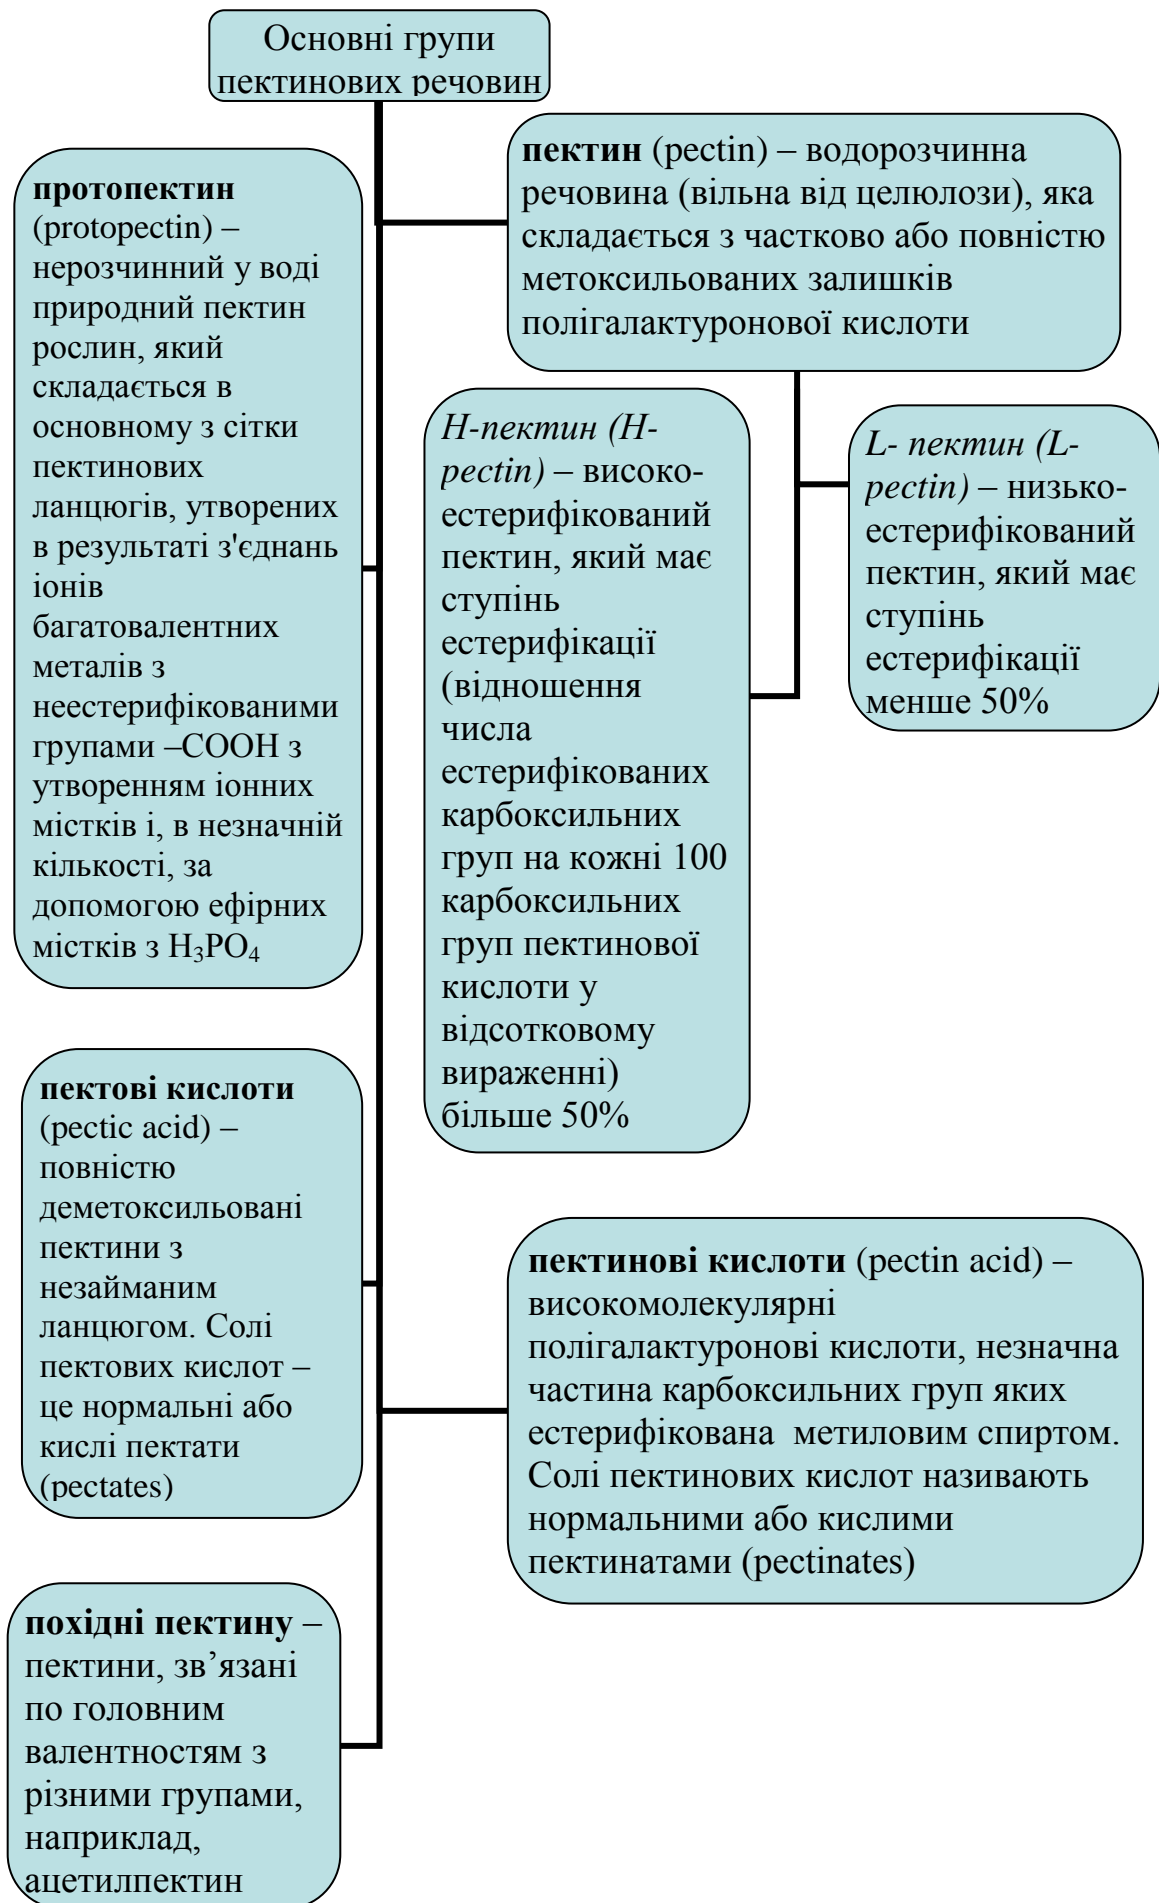 Основні групи
пектинових речовин
пектин (pectin) – водорозчинна
речовина (вільна від целюлози), яка
складається з частково або повністю
метоксильованих залишків
полігалактуронової кислоти
протопектин
(protopectin) –
нерозчинний у воді
природний пектин
рослин, який
складається в
основному з сітки
пектинових
ланцюгів, утворених
в результаті з'єднань
іонів
багатовалентних
металів з
неестерифікованими
групами –COOH з
утворенням іонних
містків і, в незначній
кількості, за
допомогою ефірних
містків з H₃PO₄
H-пектин (H-
pectin) – високо-
естерифікований
пектин, який має
ступінь
естерифікації
(відношення
числа
естерифікованих
карбоксильних
груп на кожні 100
карбоксильних
груп пектинової
кислоти у
відсотковому
вираженні)
більше 50%
L- пектин (L-
pectin) – низько-
естерифікований
пектин, який має
ступінь
естерифікації
менше 50%
пектові кислоти
(pectic acid) –
повністю
деметоксильовані
пектини з
незайманим
ланцюгом. Солі
пектових кислот –
це нормальні або
кислі пектати
(pectates)
пектинові кислоти (pectin acid) –
високомолекулярні
полігалактуронові кислоти, незначна
частина карбоксильних груп яких
естерифікована  метиловим спиртом.
Солі пектинових кислот називають
нормальними або кислими
пектинатами (pectinates)
похідні пектину –
пектини, зв’язані
по головним
валентностям з
різними групами,
наприклад,
ацетилпектин